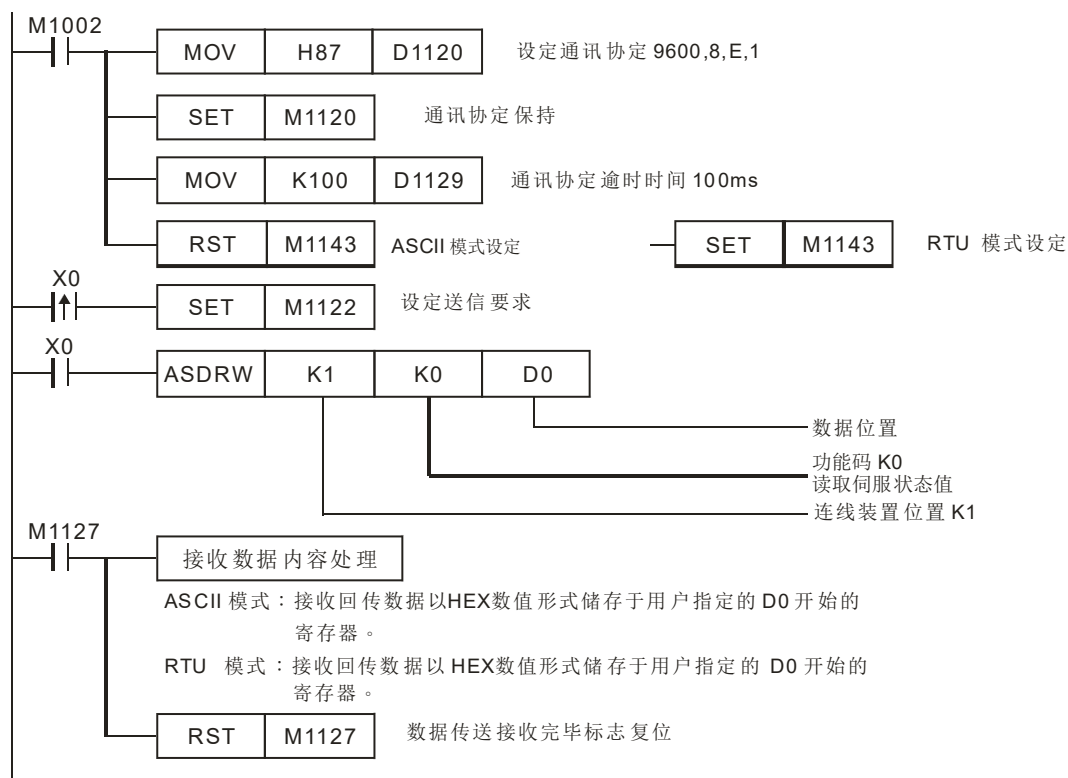 M1002
MOV H87 D1120 设定通讯协定 9600,8,E,1
SET M1120 通讯协定保持
MOV K100 D1129 通讯协定逾时时间 100ms
RST M1143 ASCII 模式设定 SET M1143 RTU 模式设定
X0
SET M1122 设定送信要求
X0
ASDRW K1 K0 D0
数据位置
功能码 K0
读取伺服状态值
连线装置位置 K1
M1127
接收数据内容处理
ASCII 模式：接收回传数据以HEX数值形式储存于用户指定的 D0 开始的
寄存器。
RTU 模式：接收回传数据以 HEX数值形式储存于用户指定的 D0 开始的
寄存器。
RST M1127 数据传送接收完毕标志复位